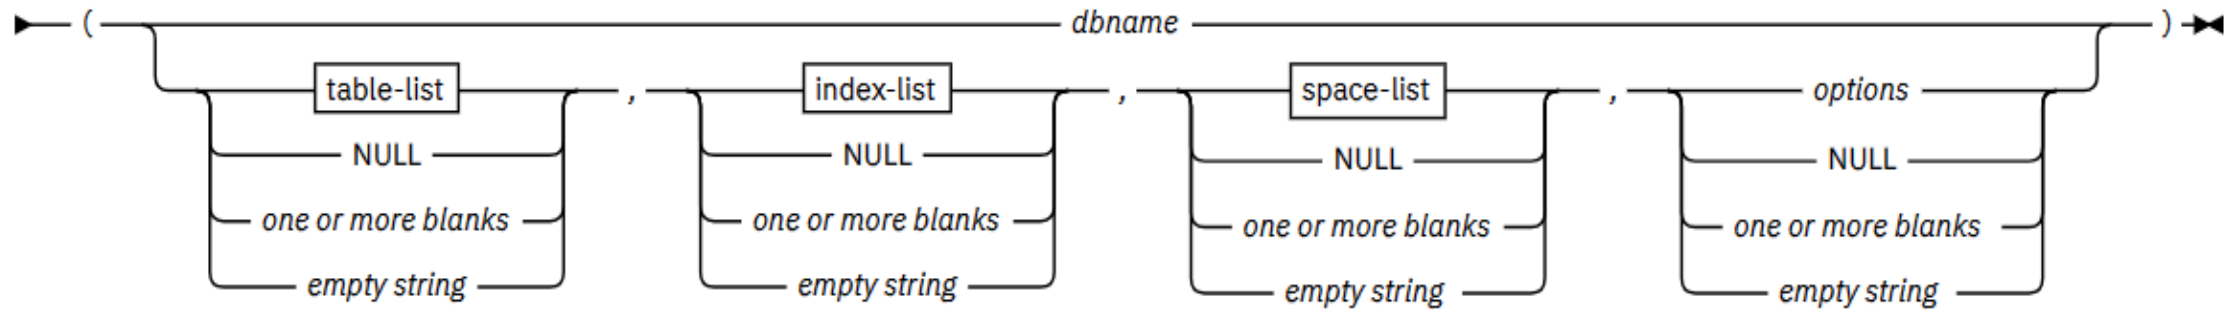 ( dbname )
table-list , index-list , space-list , options
NULL NULL NULL NULL
one or more blanks one or more blanks one or more blanks one or more blanks
empty string empty string empty string empty string